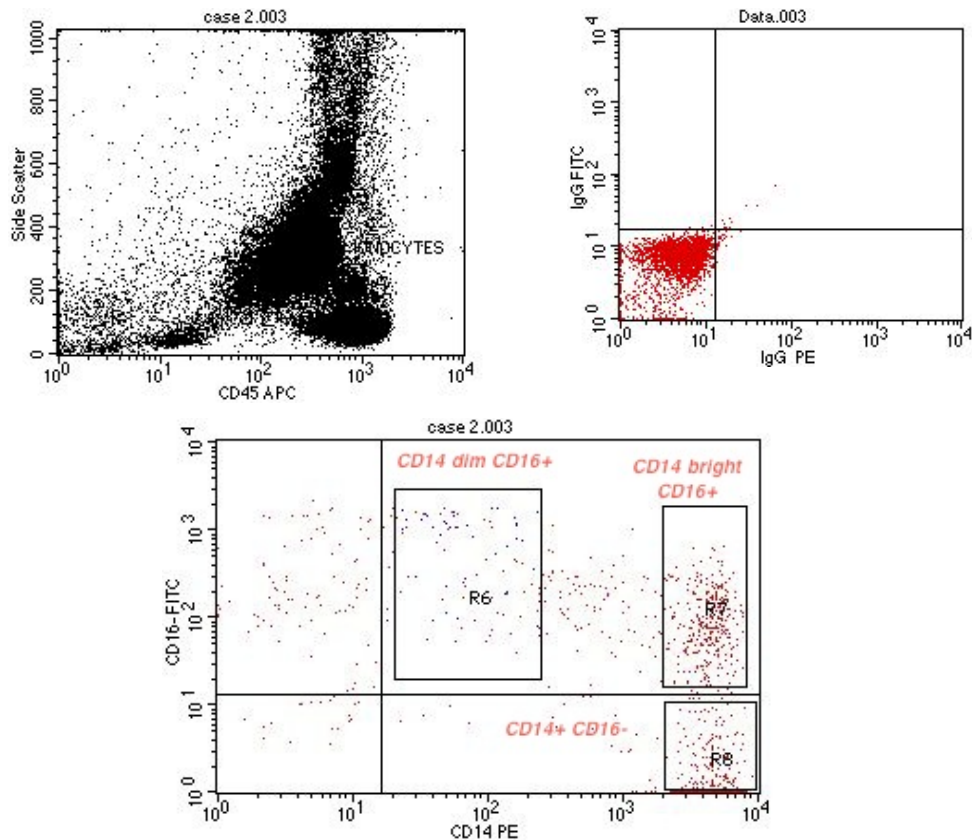 case 2.003
1000
800
600
400
200
0
Side Scatter
10^0 10^1 10^2 10^3 10^4
CD45 APC
Data.003
10^4
10^3
10^2
10^1
10^0
IgG FITC
10^0 10^1 10^2 10^3 10^4
IgG PE
case 2.003
10^4
10^3
10^2
10^1
10^0
CD16-FITC
CD14 dim CD16+
CD14 bright
CD16+
R6
R7
CD14+ CD16-
R8
10^0 10^1 10^2 10^3 10^4
CD14 PE